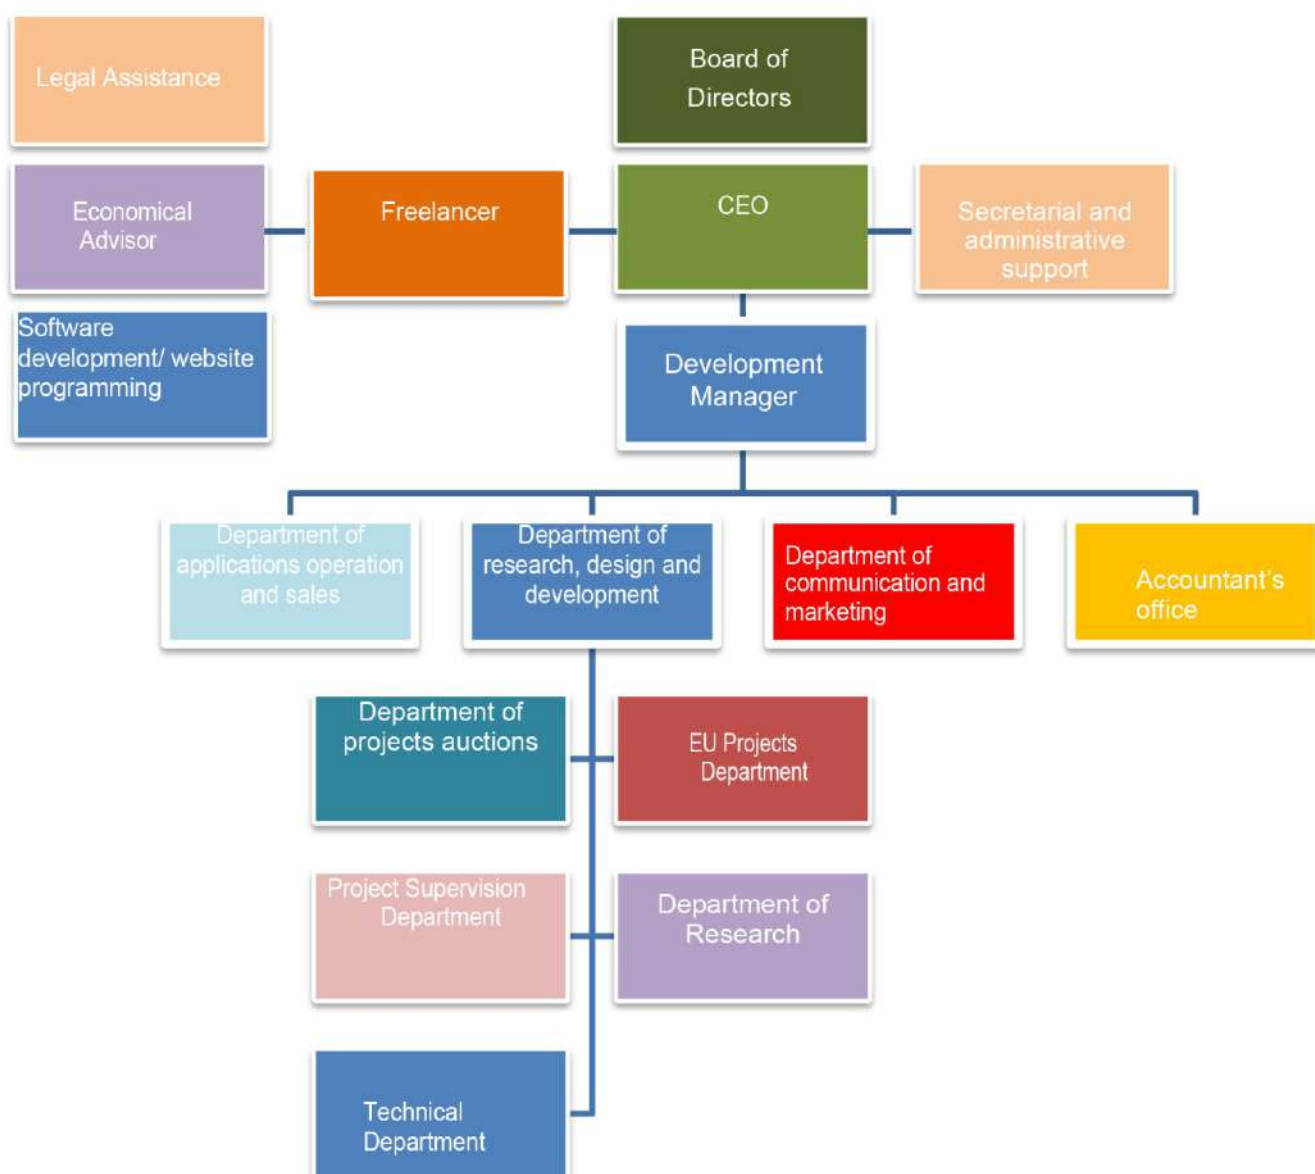 Legal Assistance
Board of
Directors
Economical
Advisor
Freelancer
CEO
Secretarial and
administrative
support
Software
development/ website
programming
Development
Manager
Department of
applications operation
and sales
Department of
research, design and
development
Department of
communication and
marketing
Accountant's
office
Department of
projects auctions
EU Projects
Department
Project Supervision
Department
Department of
Research
Technical
Department